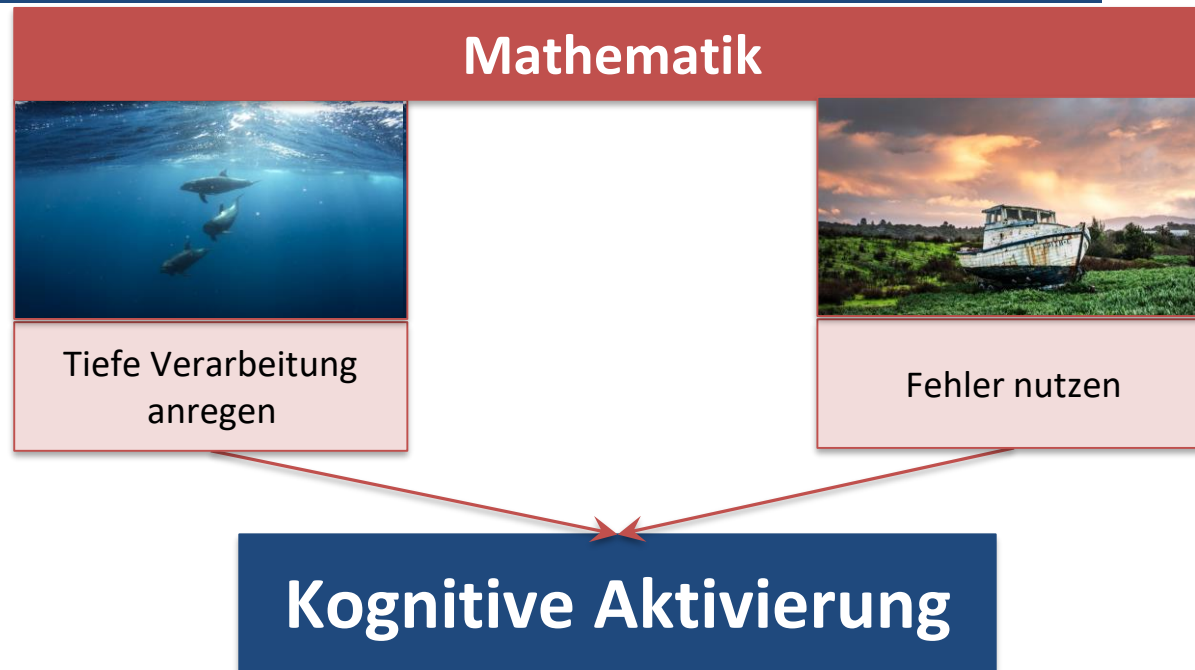 Mathematik
Tiefe Verarbeitung
anregen
Fehler nutzen
Kognitive Aktivierung